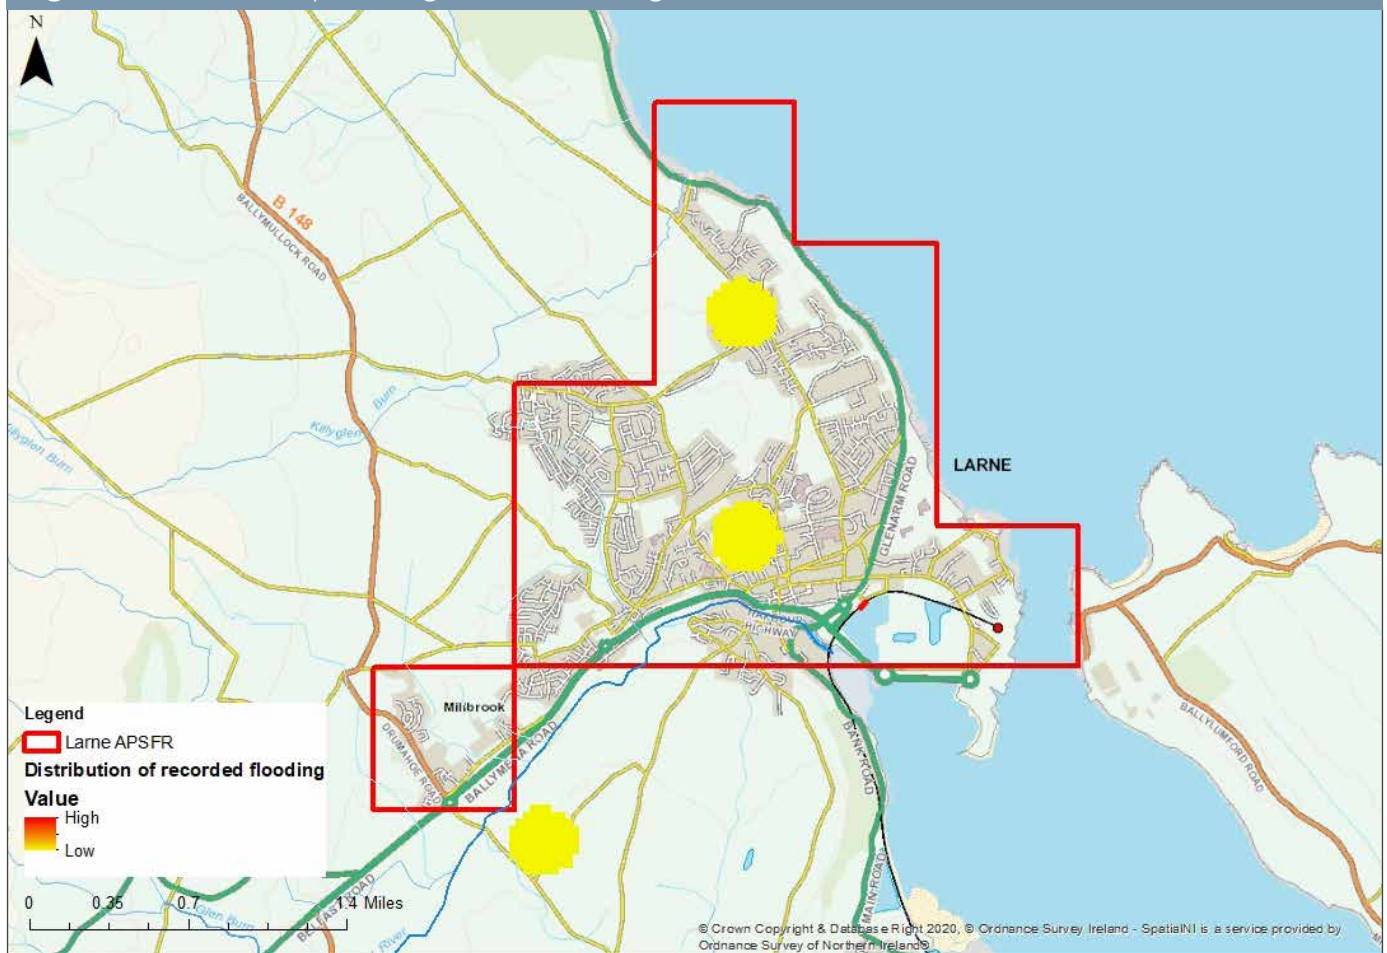 N
B 148
BALLYMULLOCK ROAD
Killyglen Burn
Killyglen Burn
LARNE
GLENARM ROAD
HARBOUR HIGHWAY
Millbrook
DRUMAHOE ROAD
BALLYMENA ROAD
BANK ROAD
BALLYLUMFORD ROAD
MAIN ROAD
BELFAST ROAD
Glen Burn
River
Legend
Larne APSFR
Distribution of recorded flooding
Value
High
Low
0 0.35 0.7 1.4 Miles
© Crown Copyright & Database Right 2020, © Ordnance Survey Ireland - SpatialNI is a service provided by
Ordnance Survey of Northern Ireland®